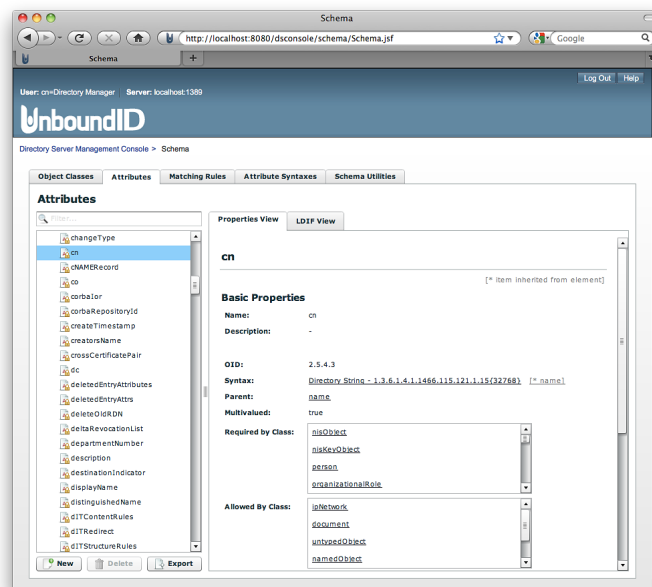 Schema
http://localhost:8080/dsconsole/schema/Schema.jsf
Google
Schema
+
Log Out Help
User: cn=Directory Manager Server: localhost:1389
UnboundID
Directory Server Management Console > Schema
Object Classes Attributes Matching Rules Attribute Syntaxes Schema Utilities
Attributes
Filter...
changeType
cn
cNAMERecord
co
corbaIor
corbaRepositoryId
createTimestamp
creatorsName
crossCertificatePair
dc
deletedEntryAttributes
deletedEntryAttrs
deleteOldRDN
deltaRevocationList
departmentNumber
description
destinationIndicator
displayName
distinguishedName
dITContentRules
dITRedirect
dITStructureRules
New Delete Export
Properties View LDIF View
cn
[* item inherited from element]
Basic Properties
Name: cn
Description: -
OID: 2.5.4.3
Syntax: Directory String - 1.3.6.1.4.1.1466.115.121.1.15{32768} [* name]
Parent: name
Multivalued: true
Required by Class: nisObject
nisKeyObject
person
organizationalRole
Allowed By Class: ipNetwork
document
untypedObject
namedObject